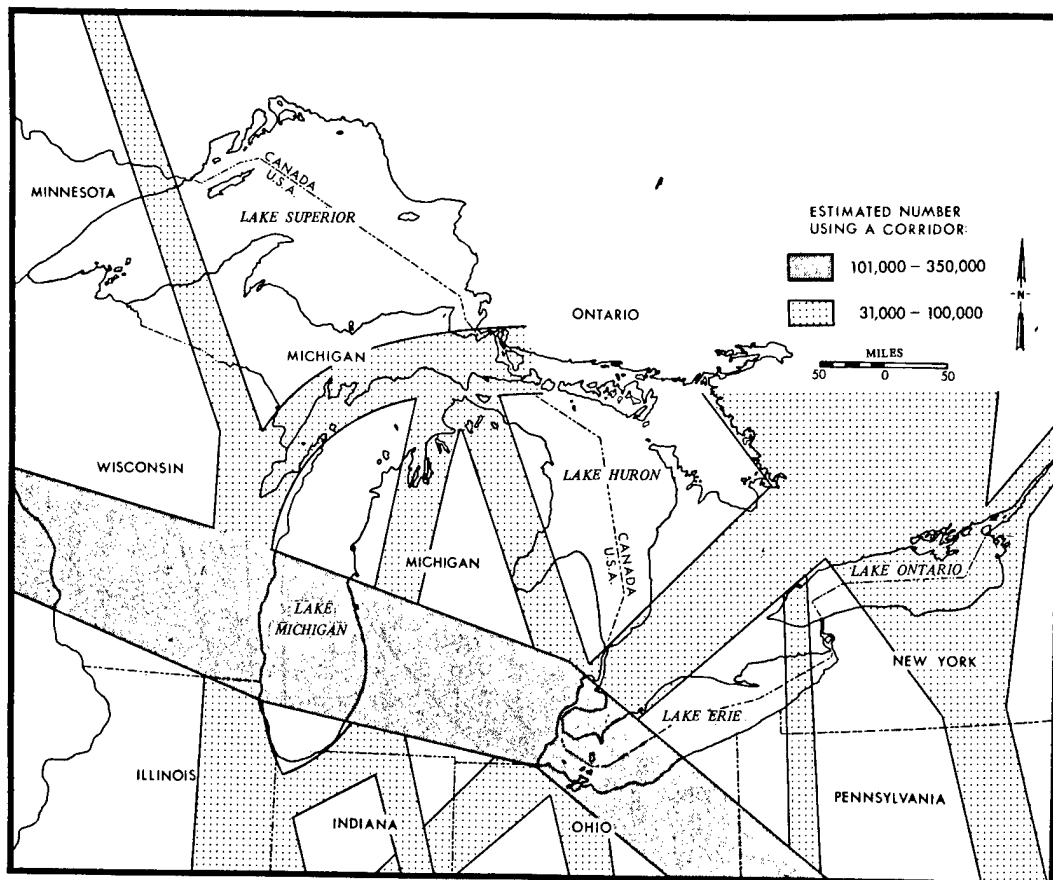 CANADA
U.S.A.
MINNESOTA
LAKE SUPERIOR
ESTIMATED NUMBER
USING A CORRIDOR:
101,000 – 350,000
31,000 – 100,000
N
MILES
50 0 50
ONTARIO
MICHIGAN
WISCONSIN
LAKE HURON
CANADA
U.S.A.
MICHIGAN
LAKE ONTARIO
LAKE
MICHIGAN
NEW YORK
LAKE ERIE
ILLINOIS
INDIANA
OHIO
PENNSYLVANIA